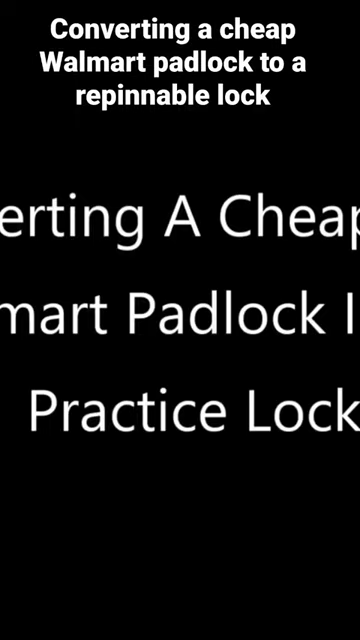 Converting a cheap
Walmart padlock to a
repinnable lock
erting A Cheap
mart Padlock I
Practice Lock